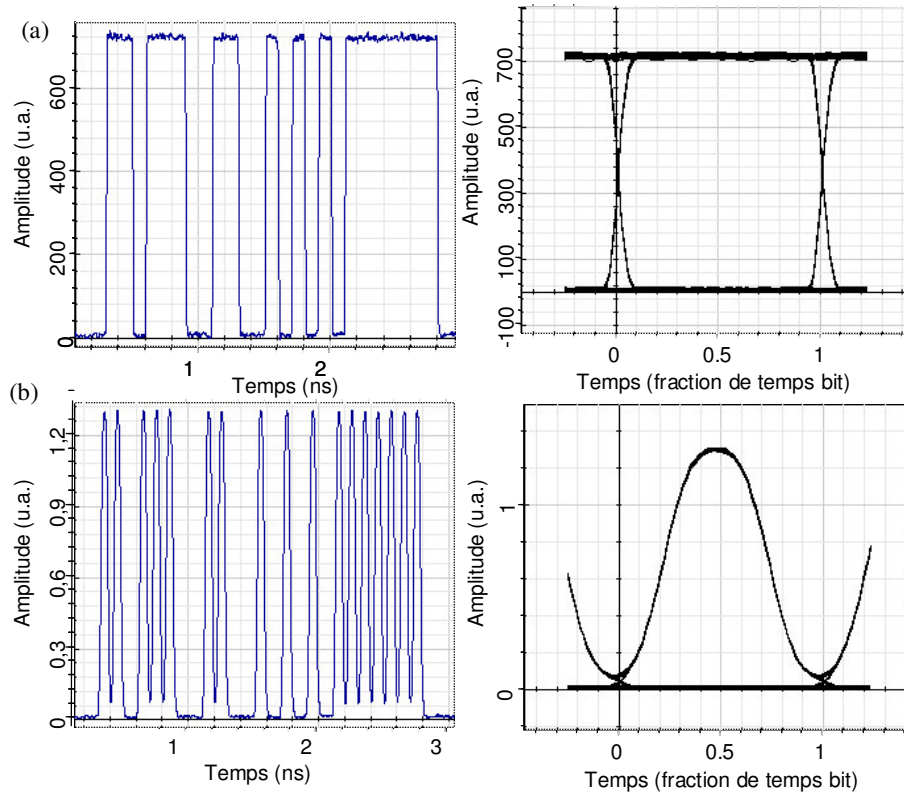 (a)
Amplitude (u.a.)
600
400
200
0
1
2
Temps (ns)
Amplitude (u.a.)
700
500
300
100
-100
0
0.5
1
Temps (fraction de temps bit)
(b)
Amplitude (u.a.)
1.2
0.9
0.6
0.3
0
1
2
3
Temps (ns)
Amplitude (u.a.)
1
0
0
0.5
1
Temps (fraction de temps bit)